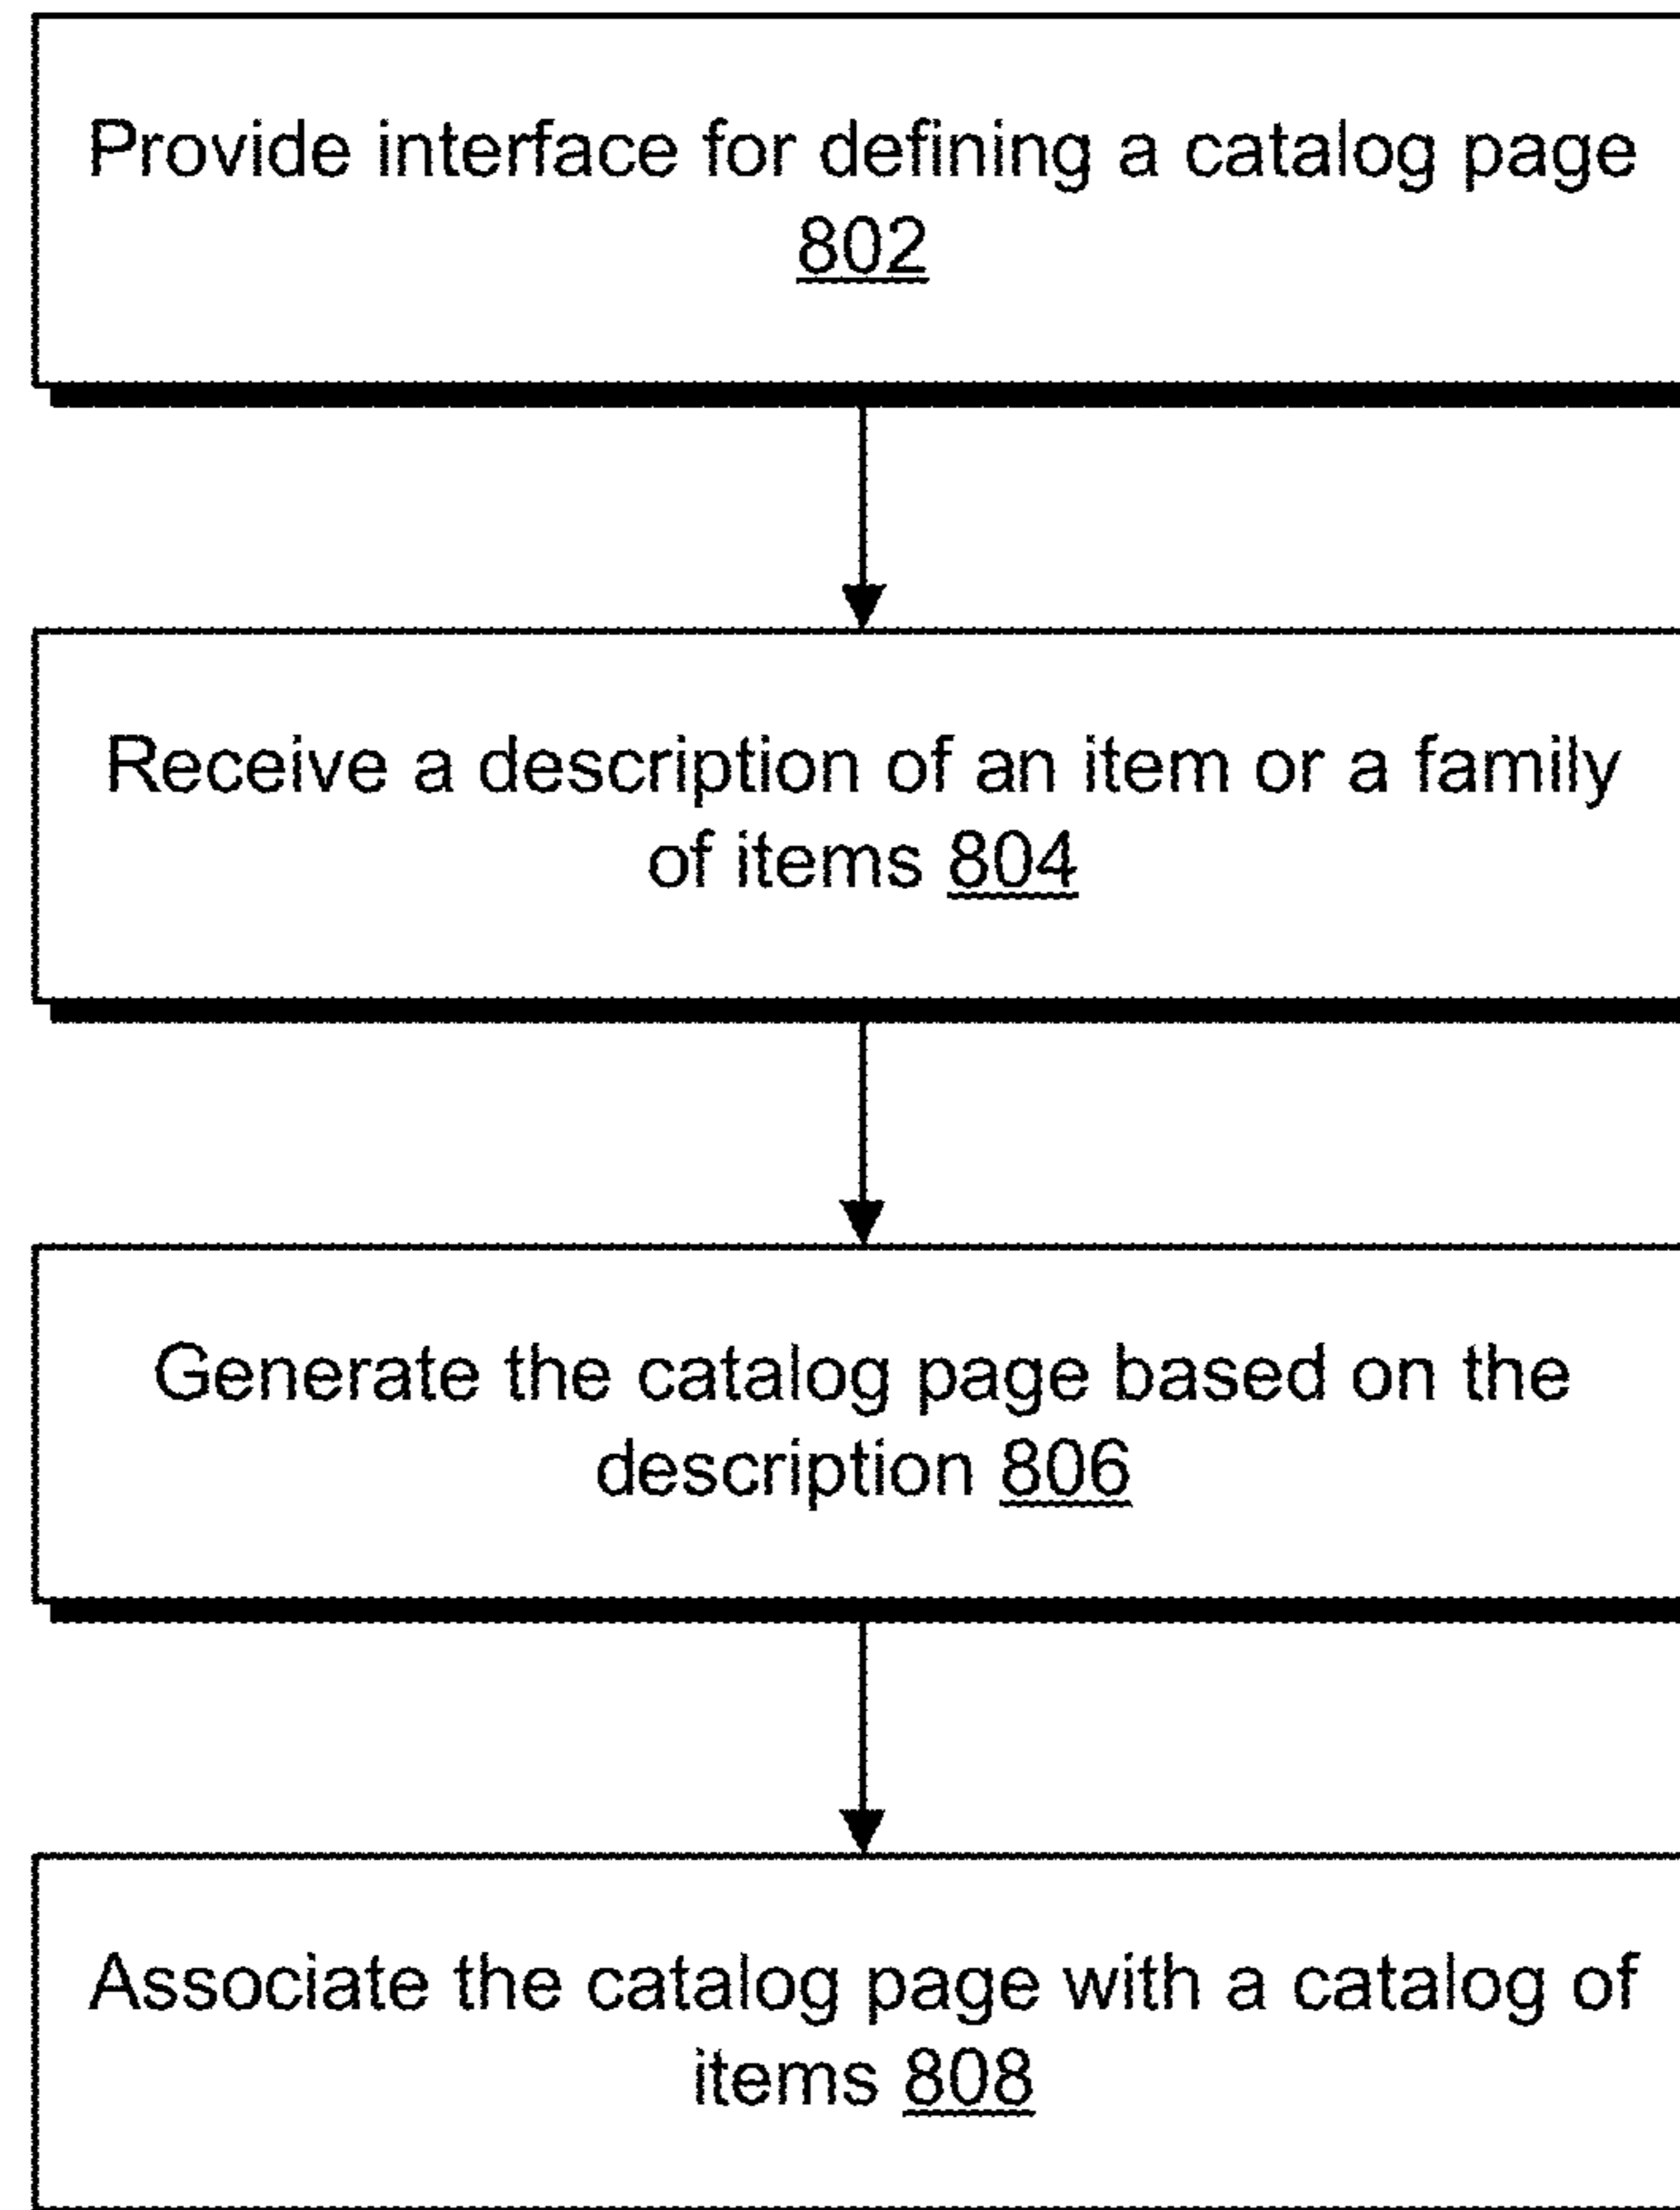 Provide interface for defining a catalog page
802
Receive a description of an item or a family
of items 804
Generate the catalog page based on the
description 806
Associate the catalog page with a catalog of
items 808